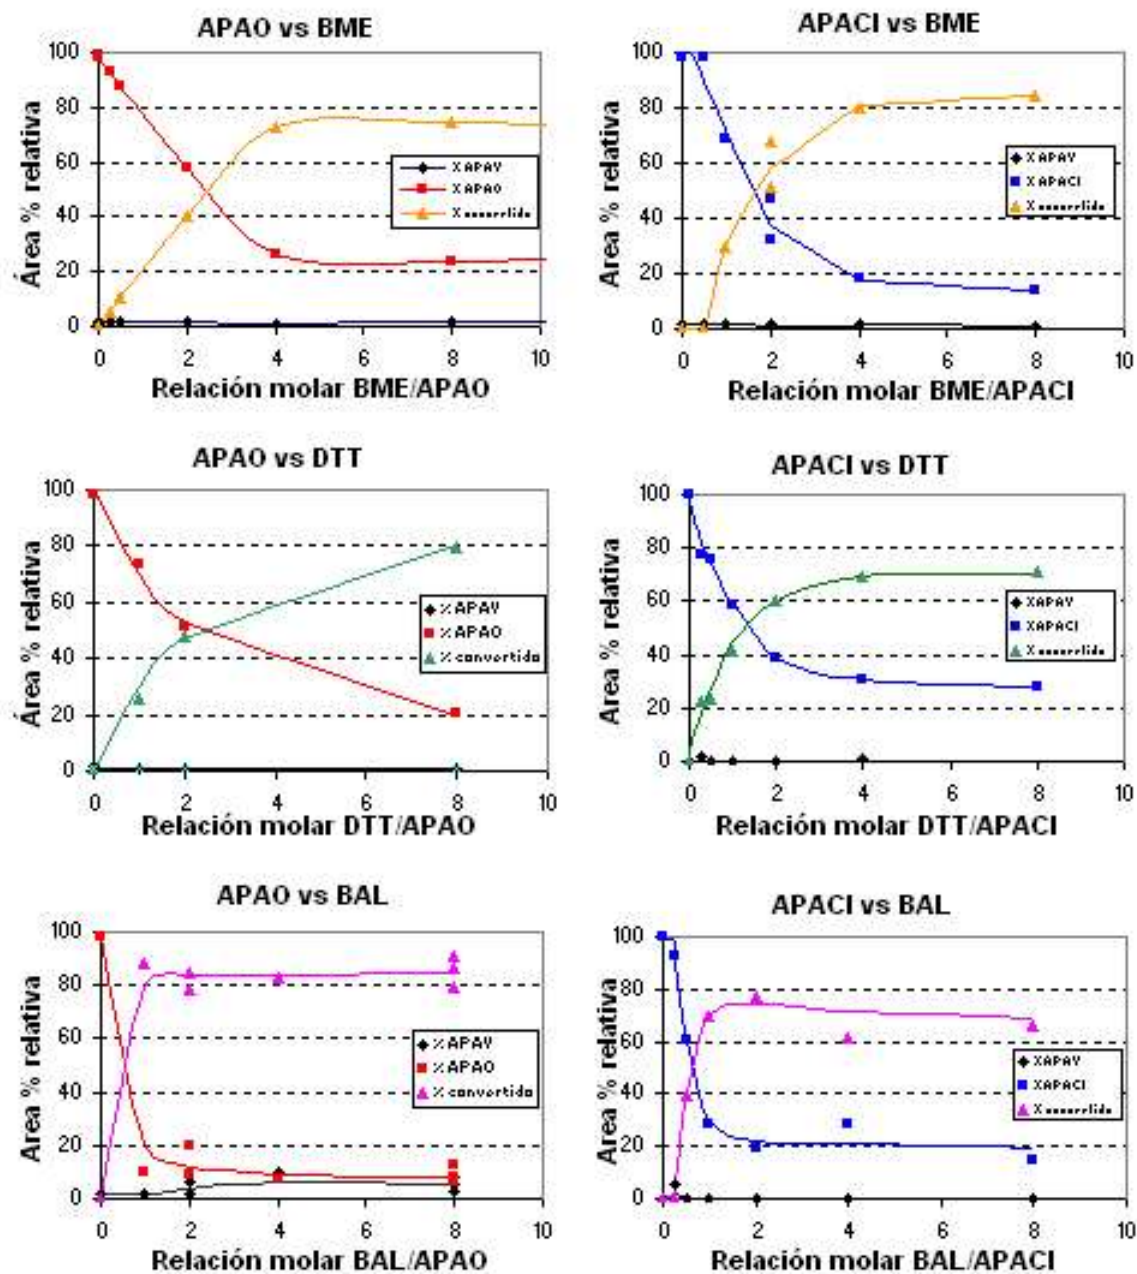 APAO vs BME
100
80
60
40
20
0
Área % relativa
% APAV
% APAO
% convertido
0 2 4 6 8 10
Relación molar BME/APAO
APACI vs BME
100
80
60
40
20
0
Área % relativa
% APAV
% APACI
% convertido
0 2 4 6 8 10
Relación molar BME/APACI
APAO vs DTT
100
80
60
40
20
0
Área % relativa
% APAV
% APAO
% convertido
0 2 4 6 8 10
Relación molar DTT/APAO
APACI vs DTT
100
80
60
40
20
0
Área % relativa
% APAV
% APACI
% convertido
0 2 4 6 8 10
Relación molar DTT/APACI
APAO vs BAL
100
80
60
40
20
0
Área % relativa
% APAV
% APAO
% convertido
0 2 4 6 8 10
Relación molar BAL/APAO
APACI vs BAL
100
80
60
40
20
0
Área % relativa
% APAV
% APACI
% convertido
0 2 4 6 8 10
Relación molar BAL/APACI